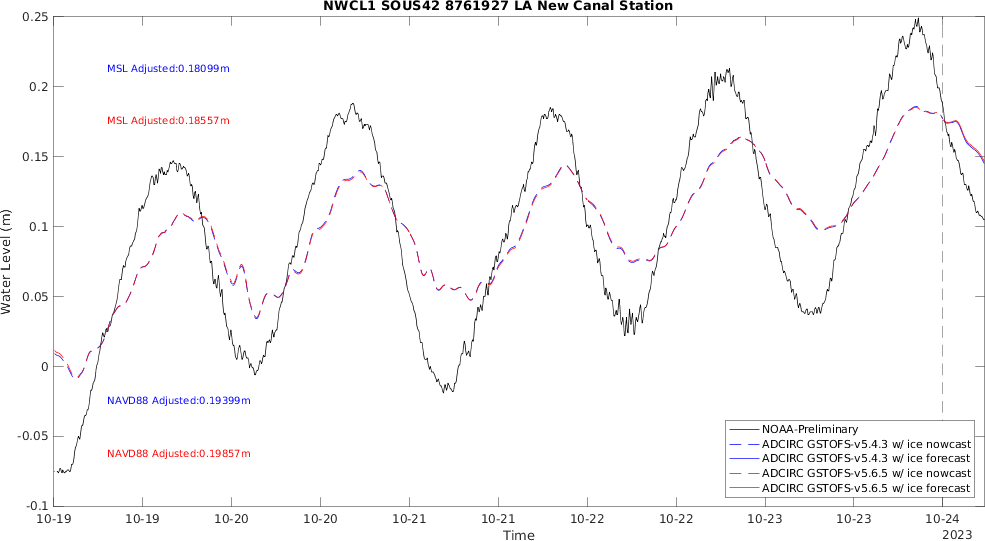 NWCL1 SOUS42 8761927 LA New Canal Station
0.25
0.2
0.15
0.1
0.05
0
-0.05
-0.1
Water Level (m)
MSL Adjusted:0.18099m
MSL Adjusted:0.18557m
NAVD88 Adjusted:0.19399m
NAVD88 Adjusted:0.19857m
NOAA-Preliminary
ADCIRC GSTOFS-v5.4.3 w/ ice nowcast
ADCIRC GSTOFS-v5.4.3 w/ ice forecast
ADCIRC GSTOFS-v5.6.5 w/ ice nowcast
ADCIRC GSTOFS-v5.6.5 w/ ice forecast
10-19 10-19 10-20 10-20 10-21 10-21 10-22 10-22 10-23 10-23 10-24
2023
Time